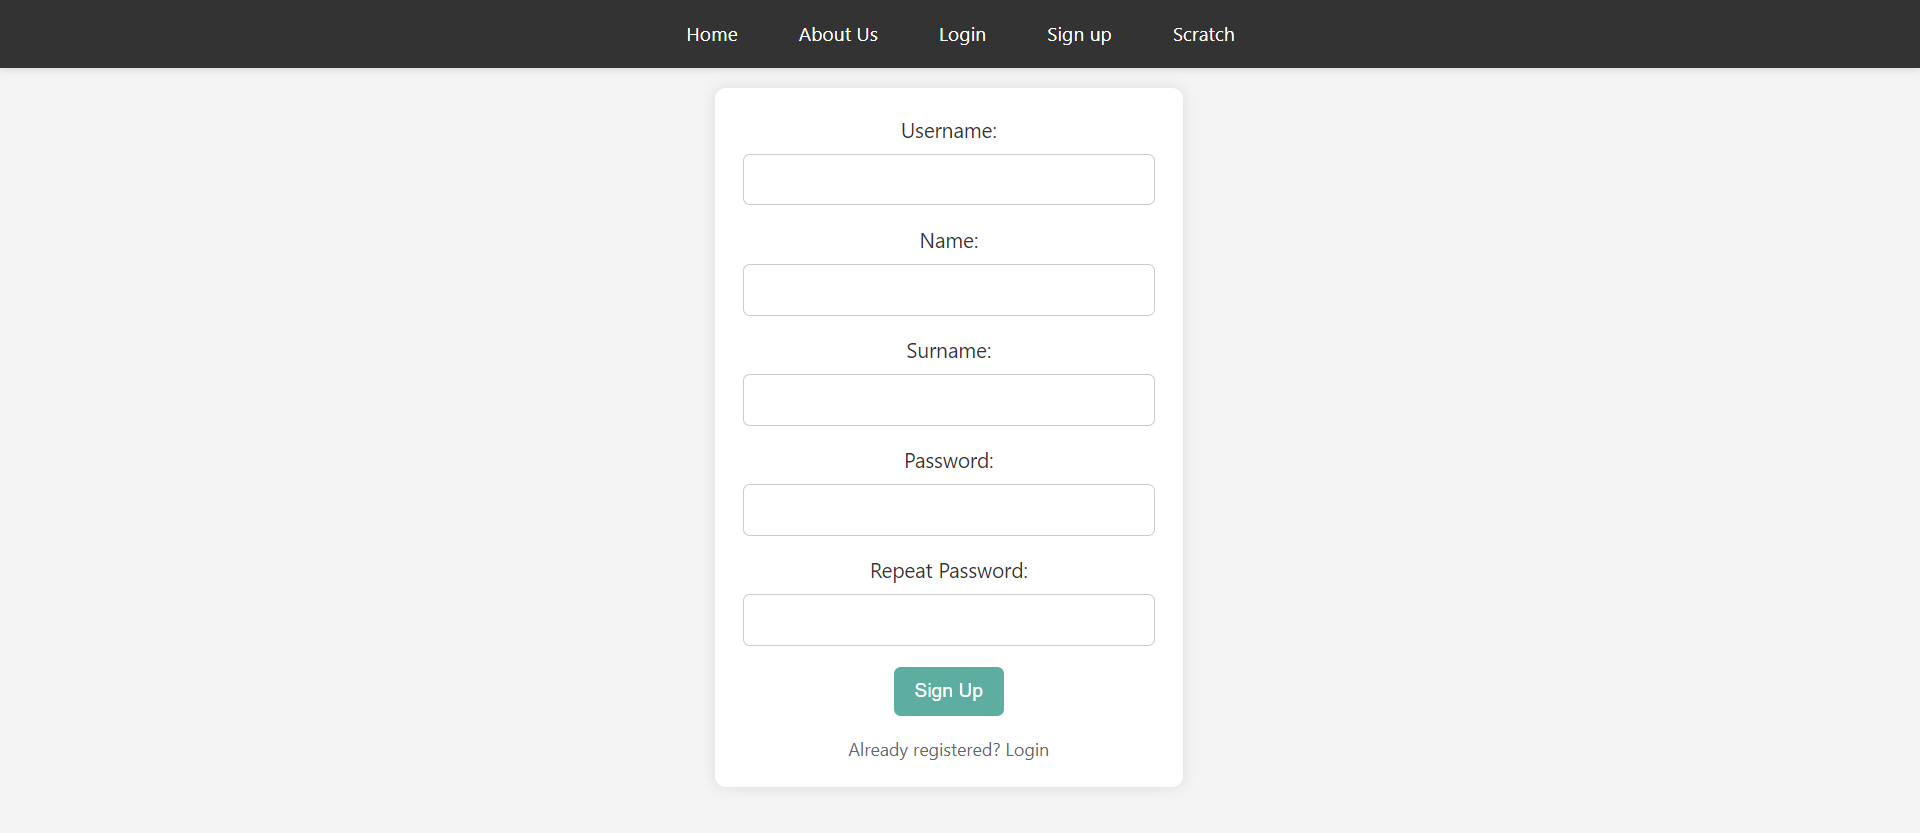 Home About Us Login Sign up Scratch
Username:
Name:
Surname:
Password:
Repeat Password:
Sign Up
Already registered? Login